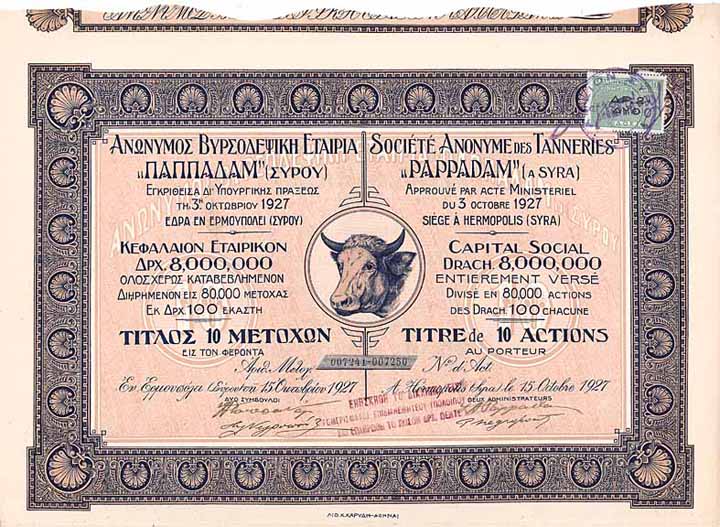 ΑΝΩΝΥΜΟΣ ΒΥΡΣΟΔΕΨΙΚΗ ΕΤΑΙΡΙΑ
„ΠΑΠΠΑΔΑΜ" (ΣΥΡΟΥ)
ΕΓΚΡΙΘΕΙΣΑ ΔΙ' ΥΠΟΥΡΓΙΚΗΣ ΠΡΑΞΕΩΣ
ΤΗ 3Η ΟΚΤΩΒΡΙΟΥ 1927
ΕΔΡΑ ΕΝ ΕΡΜΟΥΠΟΛΕΙ (ΣΥΡΟΥ)
ΚΕΦΑΛΑΙΟΝ ΕΤΑΙΡΙΚΟΝ
ΔΡΧ. 8,000,000
ΟΛΟΣΧΕΡΩΣ ΚΑΤΑΒΕΒΛΗΜΕΝΟΝ
ΔΙΗΡΗΜΕΝΟΝ ΕΙΣ 80,000 ΜΕΤΟΧΑΣ
ΕΚ ΔΡΧ. 100 ΕΚΑΣΤΗ
ΤΙΤΛΟΣ 10 ΜΕΤΟΧΩΝ
ΕΙΣ ΤΟΝ ΦΕΡΟΝΤΑ
Αριθ. Μετοχ.
Εν Ερμουπόλει (Σύρου) τη 15 Οκτωβρίου 1927
ΔΥΟ ΣΥΜΒΟΥΛΟΙ
SOCIÉTÉ ANONYME DES TANNERIES
„PAPPADAM" (A SYRA)
APPROUVÉ PAR ACTE MINISTERIEL
DU 3 OCTOBRE 1927
SIÈGE À HERMOPOLIS (SYRA)
CAPITAL SOCIAL
DRACH. 8,000,000
ENTIEREMENT VERSÉ
DIVISÉ EN 80,000 ACTIONS
DES DRACH. 100 CHACUNE
TITRE de 10 ACTIONS
AU PORTEUR
007241-007250
No d'Act.
A Hermopolis (Syra) le 15 Octobre 1927
DEUX ADMINISTRATEURS
ΛΙΘ. Κ. ΧΑΡΥΔΗ-ΑΘΗΝΑΙ